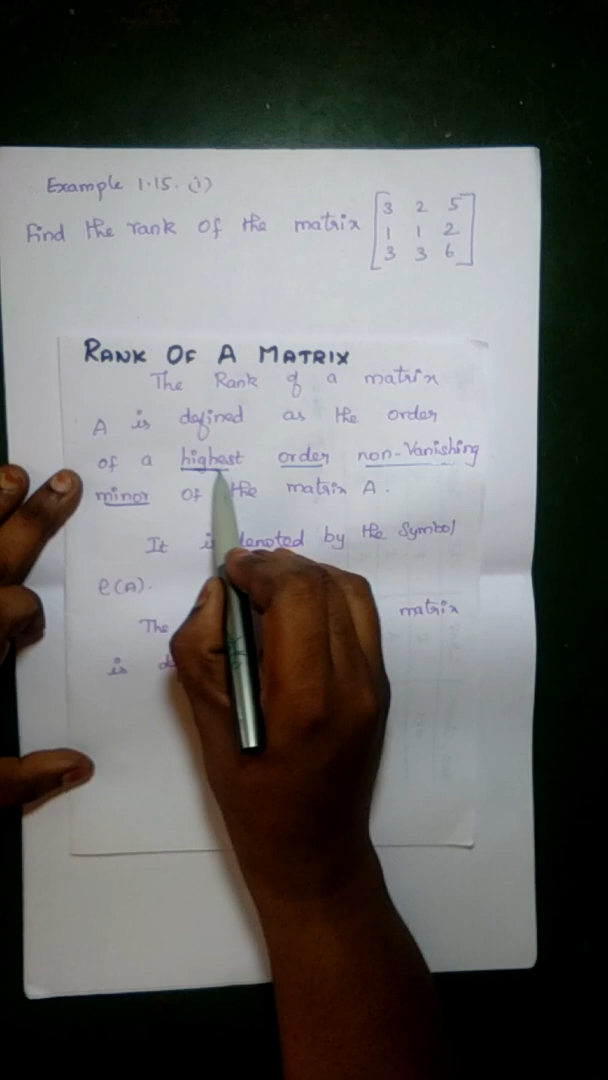 Example 1.15. (i)
Find the rank of the matrix [3 2 5
1 1 2
3 3 6]
RANK OF A MATRIX
The Rank of a matrix
A is defined as the order
of a highest order non-Vanishing
minor of the matrix A.
It denoted by the Symbol
ρ(A).
The matrix
is